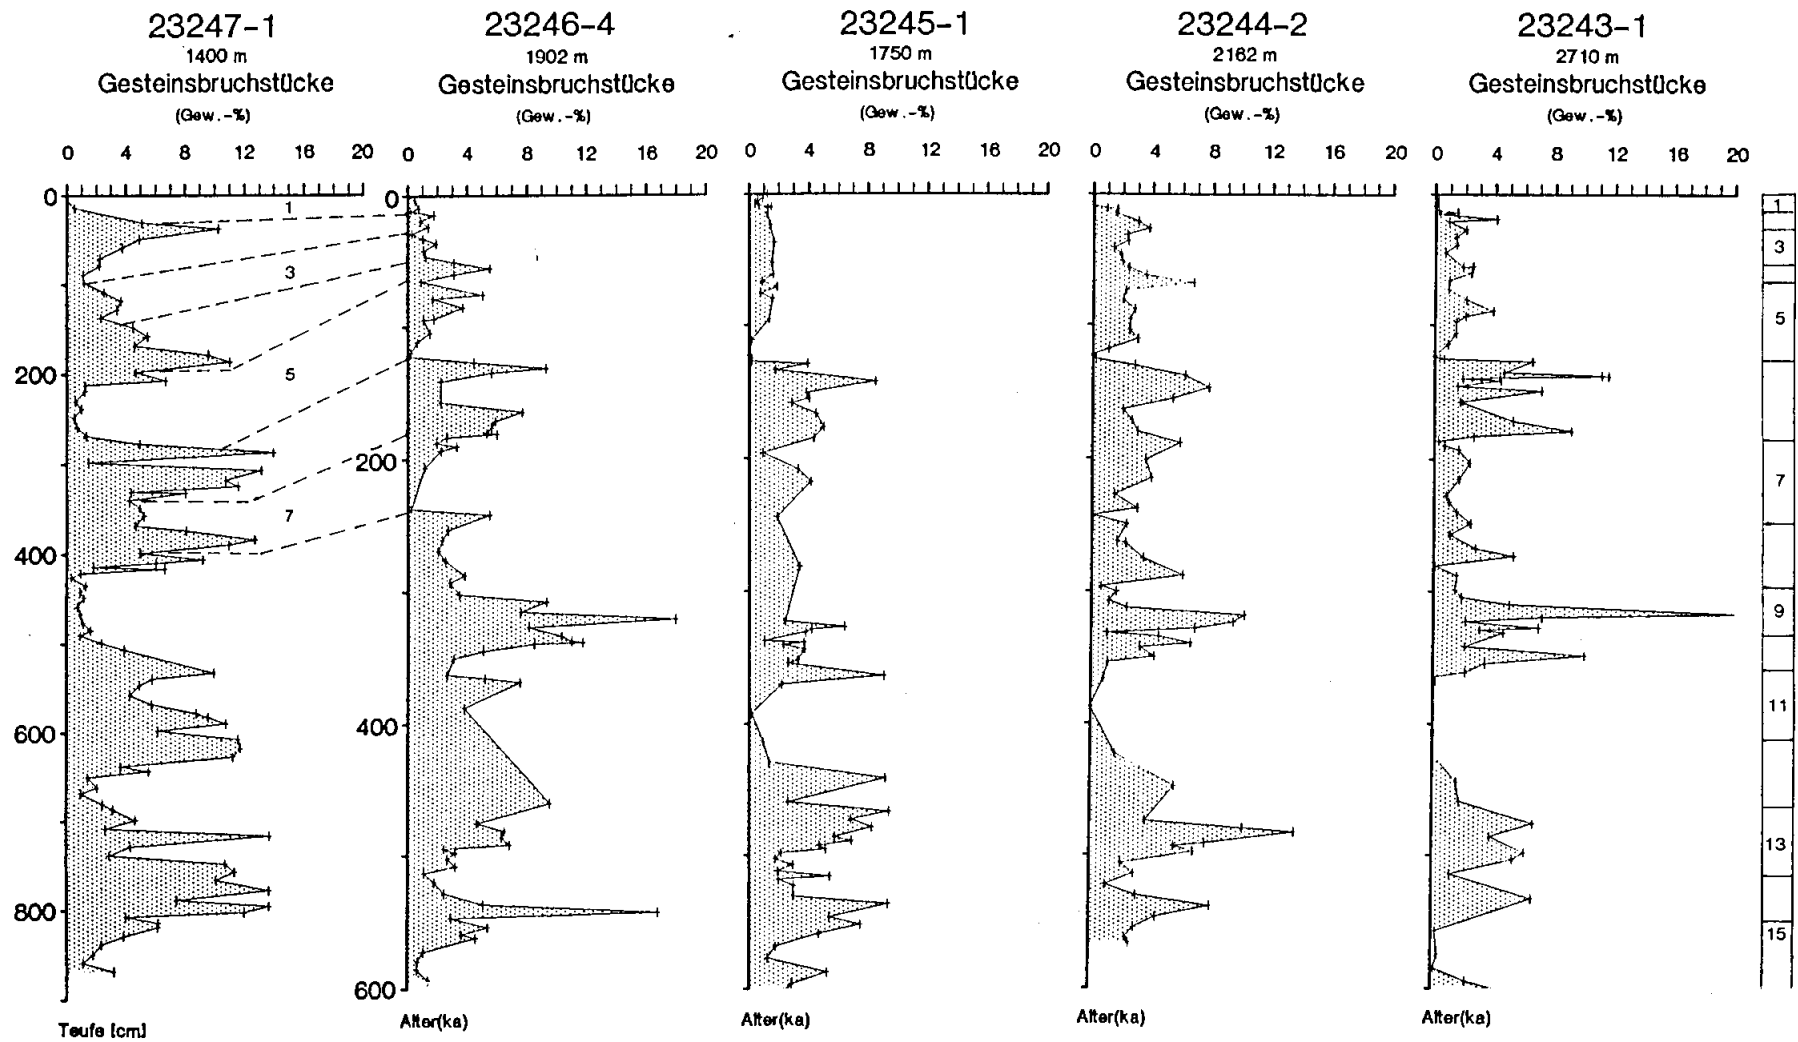 23247-1 23246-4 23245-1 23244-2 23243-1
1400 m 1902 m 1750 m 2162 m 2710 m
Gesteinsbruchstücke Gesteinsbruchstücke Gesteinsbruchstücke Gesteinsbruchstücke Gesteinsbruchstücke
(Gew.-%) (Gew.-%) (Gew.-%) (Gew.-%) (Gew.-%)
0 4 8 12 16 20 0 4 8 12 16 20 0 4 8 12 16 20 0 4 8 12 16 20 0 4 8 12 16 20
0 0
1 1
3 3
5
200 5
200 7
7
400
9
400 11
600
13
800
15
600
Teufe [cm] Alter(ka) Alter(ka) Alter(ka) Alter(ka)